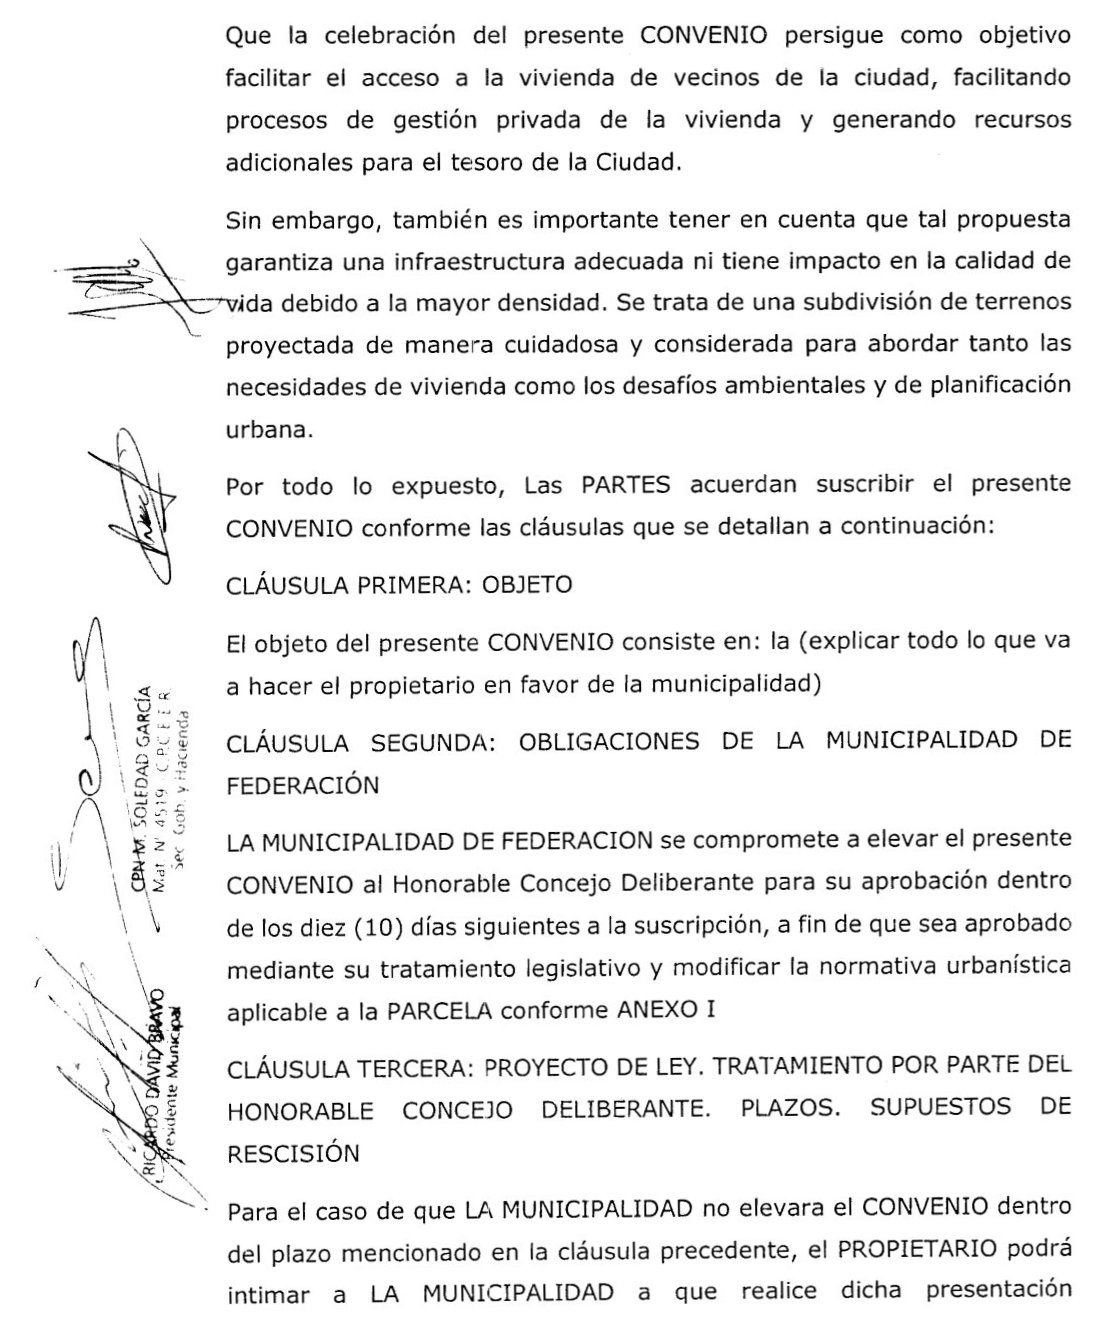 Que la celebración del presente CONVENIO persigue como objetivo
facilitar el acceso a la vivienda de vecinos de la ciudad, facilitando
procesos de gestión privada de la vivienda y generando recursos
adicionales para el tesoro de la Ciudad.
Sin embargo, también es importante tener en cuenta que tal propuesta
garantiza una infraestructura adecuada ni tiene impacto en la calidad de
vida debido a la mayor densidad. Se trata de una subdivisión de terrenos
proyectada de manera cuidadosa y considerada para abordar tanto las
necesidades de vivienda como los desafíos ambientales y de planificación
urbana.
Por todo lo expuesto, Las PARTES acuerdan suscribir el presente
CONVENIO conforme las cláusulas que se detallan a continuación:
CLÁUSULA PRIMERA: OBJETO
El objeto del presente CONVENIO consiste en: la (explicar todo lo que va
a hacer el propietario en favor de la municipalidad)
CLÁUSULA SEGUNDA: OBLIGACIONES DE LA MUNICIPALIDAD DE
FEDERACIÓN
LA MUNICIPALIDAD DE FEDERACION se compromete a elevar el presente
CONVENIO al Honorable Concejo Deliberante para su aprobación dentro
de los diez (10) días siguientes a la suscripción, a fin de que sea aprobado
mediante su tratamiento legislativo y modificar la normativa urbanística
aplicable a la PARCELA conforme ANEXO I
CLÁUSULA TERCERA: PROYECTO DE LEY. TRATAMIENTO POR PARTE DEL
HONORABLE CONCEJO DELIBERANTE. PLAZOS. SUPUESTOS DE
RESCISIÓN
Para el caso de que LA MUNICIPALIDAD no elevara el CONVENIO dentro
del plazo mencionado en la cláusula precedente, el PROPIETARIO podrá
intimar a LA MUNICIPALIDAD a que realice dicha presentación
CPN M. SOLEDAD GARCÍA
Mat. N° 4519 C.P.C.E.E.R.
Sec. Gob. y Hacienda
RICARDO DAVID BRAVO
Presidente Municipal